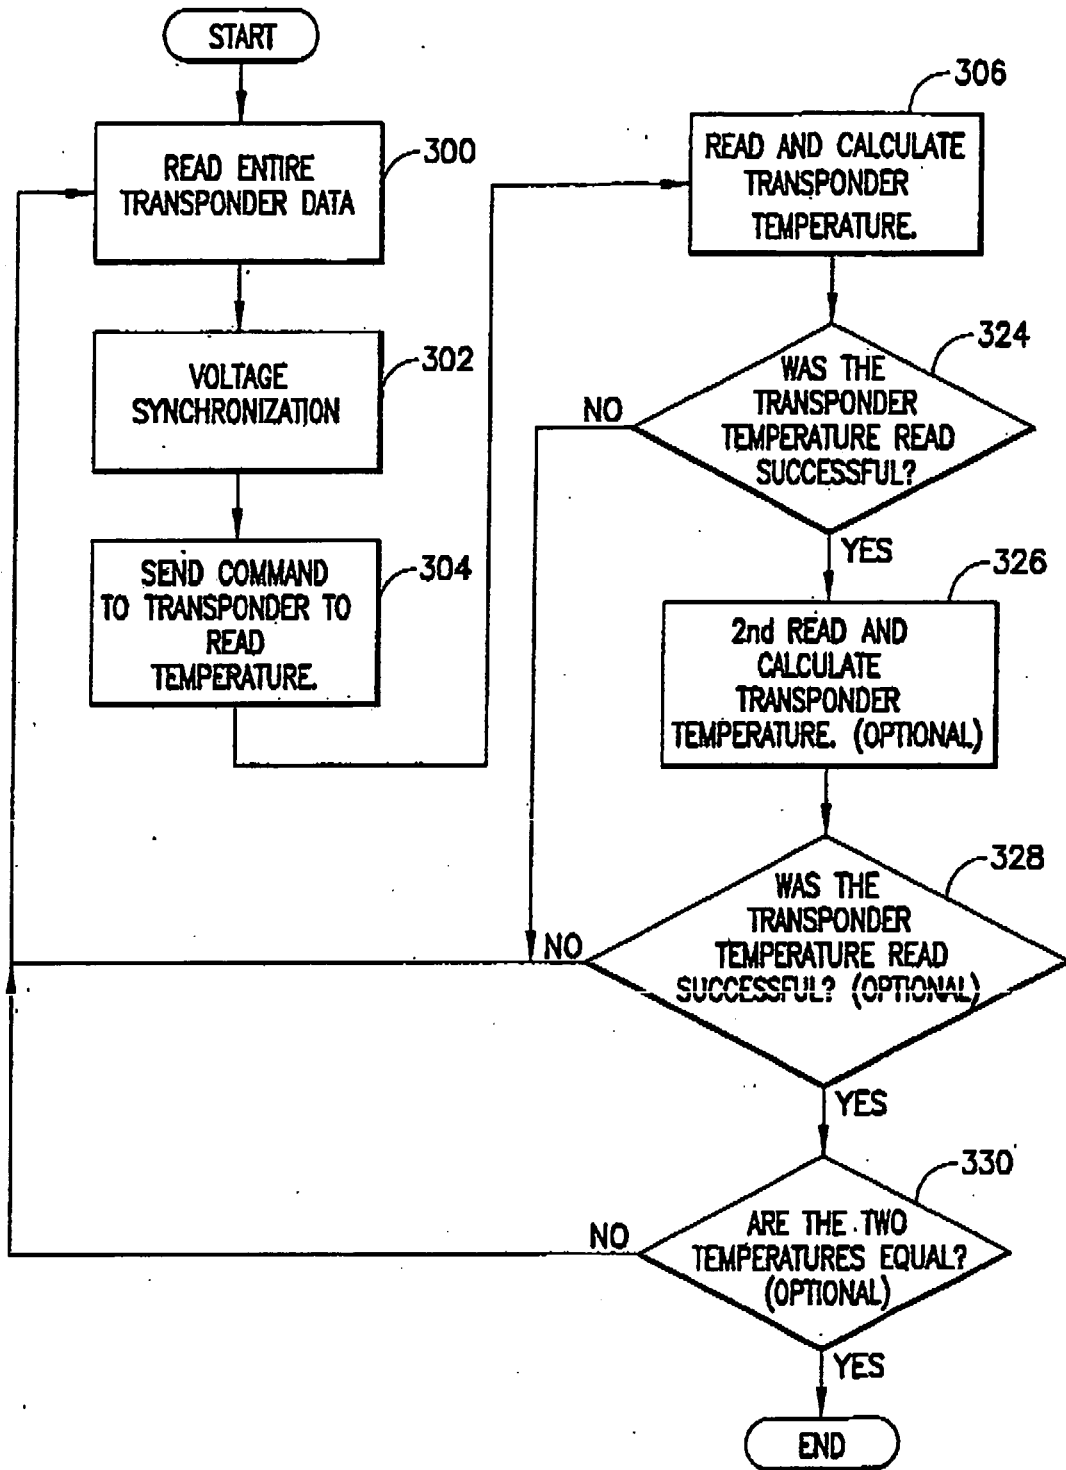 START
READ ENTIRE
TRANSPONDER DATA
300
VOLTAGE
SYNCHRONIZATION
302
SEND COMMAND
TO TRANSPONDER TO
READ
TEMPERATURE.
304
306
READ AND CALCULATE
TRANSPONDER
TEMPERATURE.
324
WAS THE
TRANSPONDER
TEMPERATURE READ
SUCCESSFUL?
NO
YES
326
2nd READ AND
CALCULATE
TRANSPONDER
TEMPERATURE. (OPTIONAL)
328
WAS THE
TRANSPONDER
TEMPERATURE READ
SUCCESSFUL? (OPTIONAL)
NO
YES
330
ARE THE TWO
TEMPERATURES EQUAL?
(OPTIONAL)
NO
YES
END